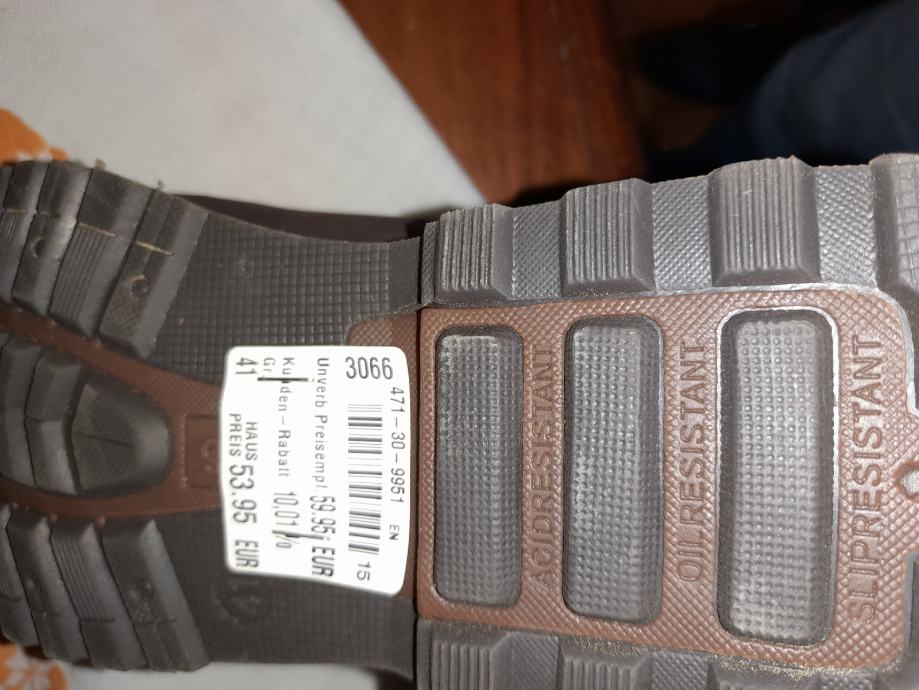 471-30-9951 EN
3066
15
Unverb.Preisempf. 59.95 EUR
Kunden-Rabatt 10,01%
Gr.
41
HAUS
PREIS 53.95 EUR
ACIDRESISTANT
OILRESISTANT
SLIPRESISTANT